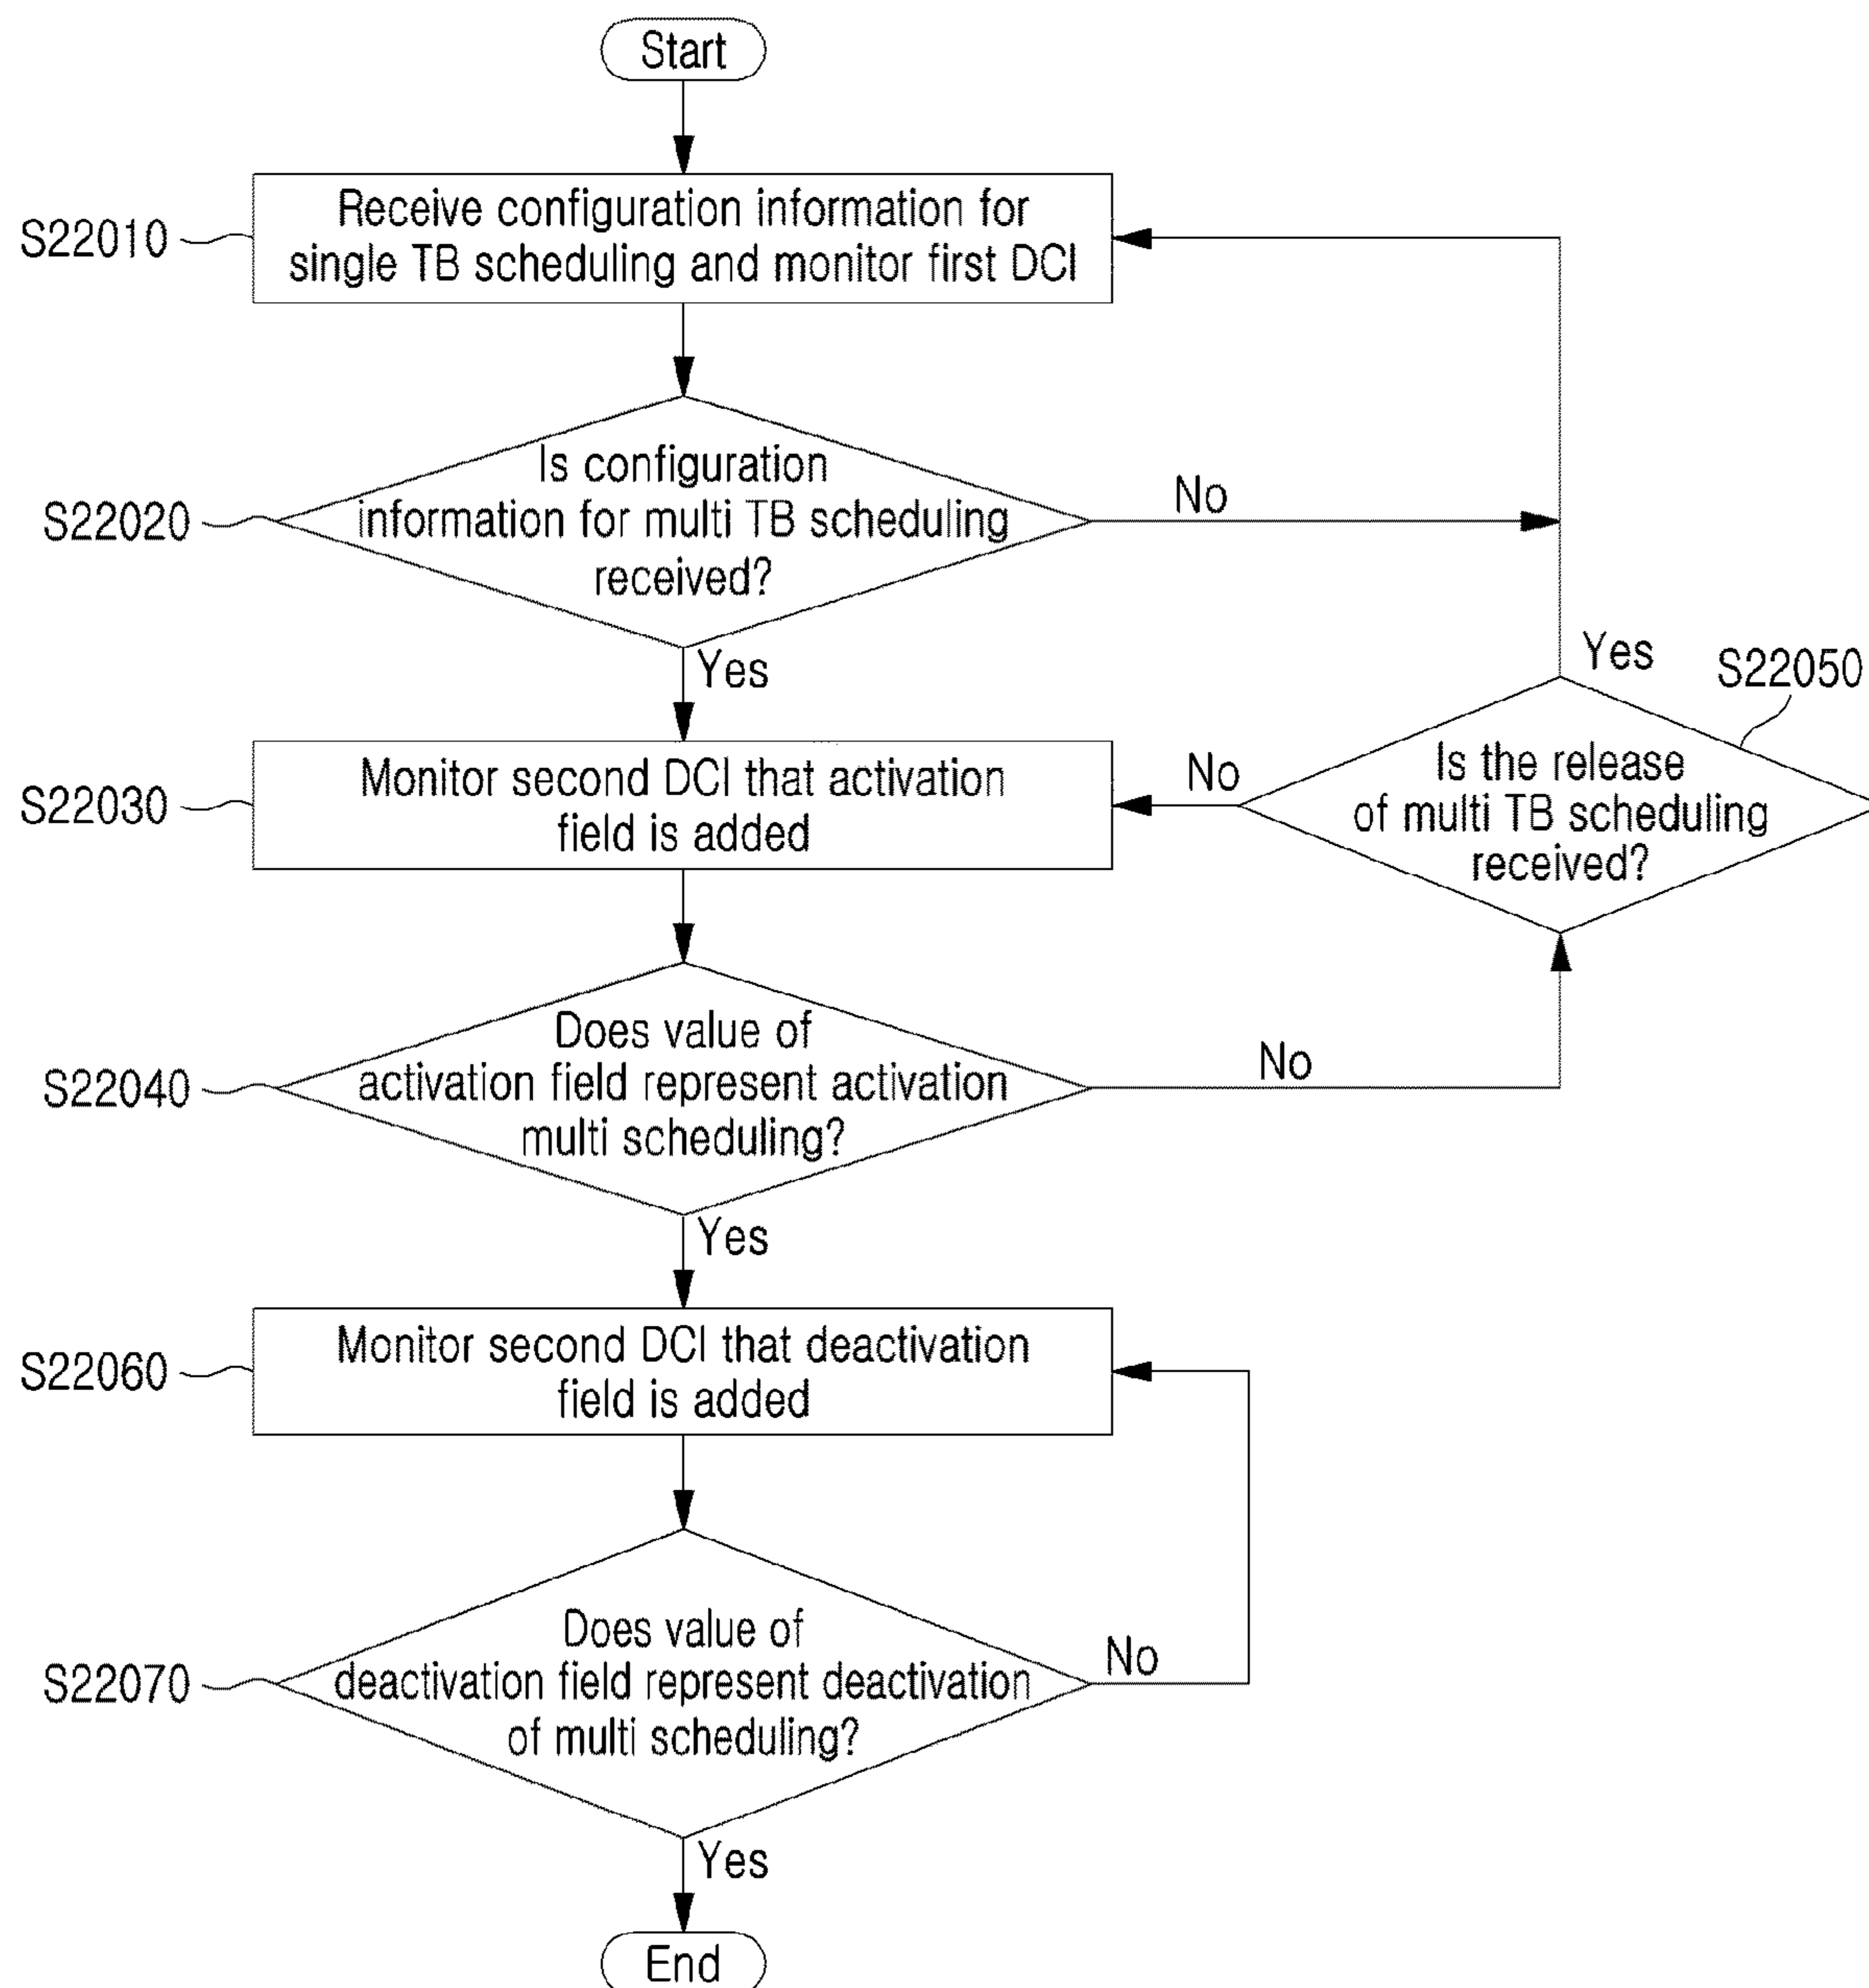 Start
S22010
Receive configuration information for
single TB scheduling and monitor first DCI
S22020
Is configuration
information for multi TB scheduling
received?
No
Yes
Yes
S22050
S22030
Monitor second DCI that activation
field is added
No
Is the release
of multi TB scheduling
received?
S22040
Does value of
activation field represent activation
multi scheduling?
No
Yes
S22060
Monitor second DCI that deactivation
field is added
S22070
Does value of
deactivation field represent deactivation
of multi scheduling?
No
Yes
End